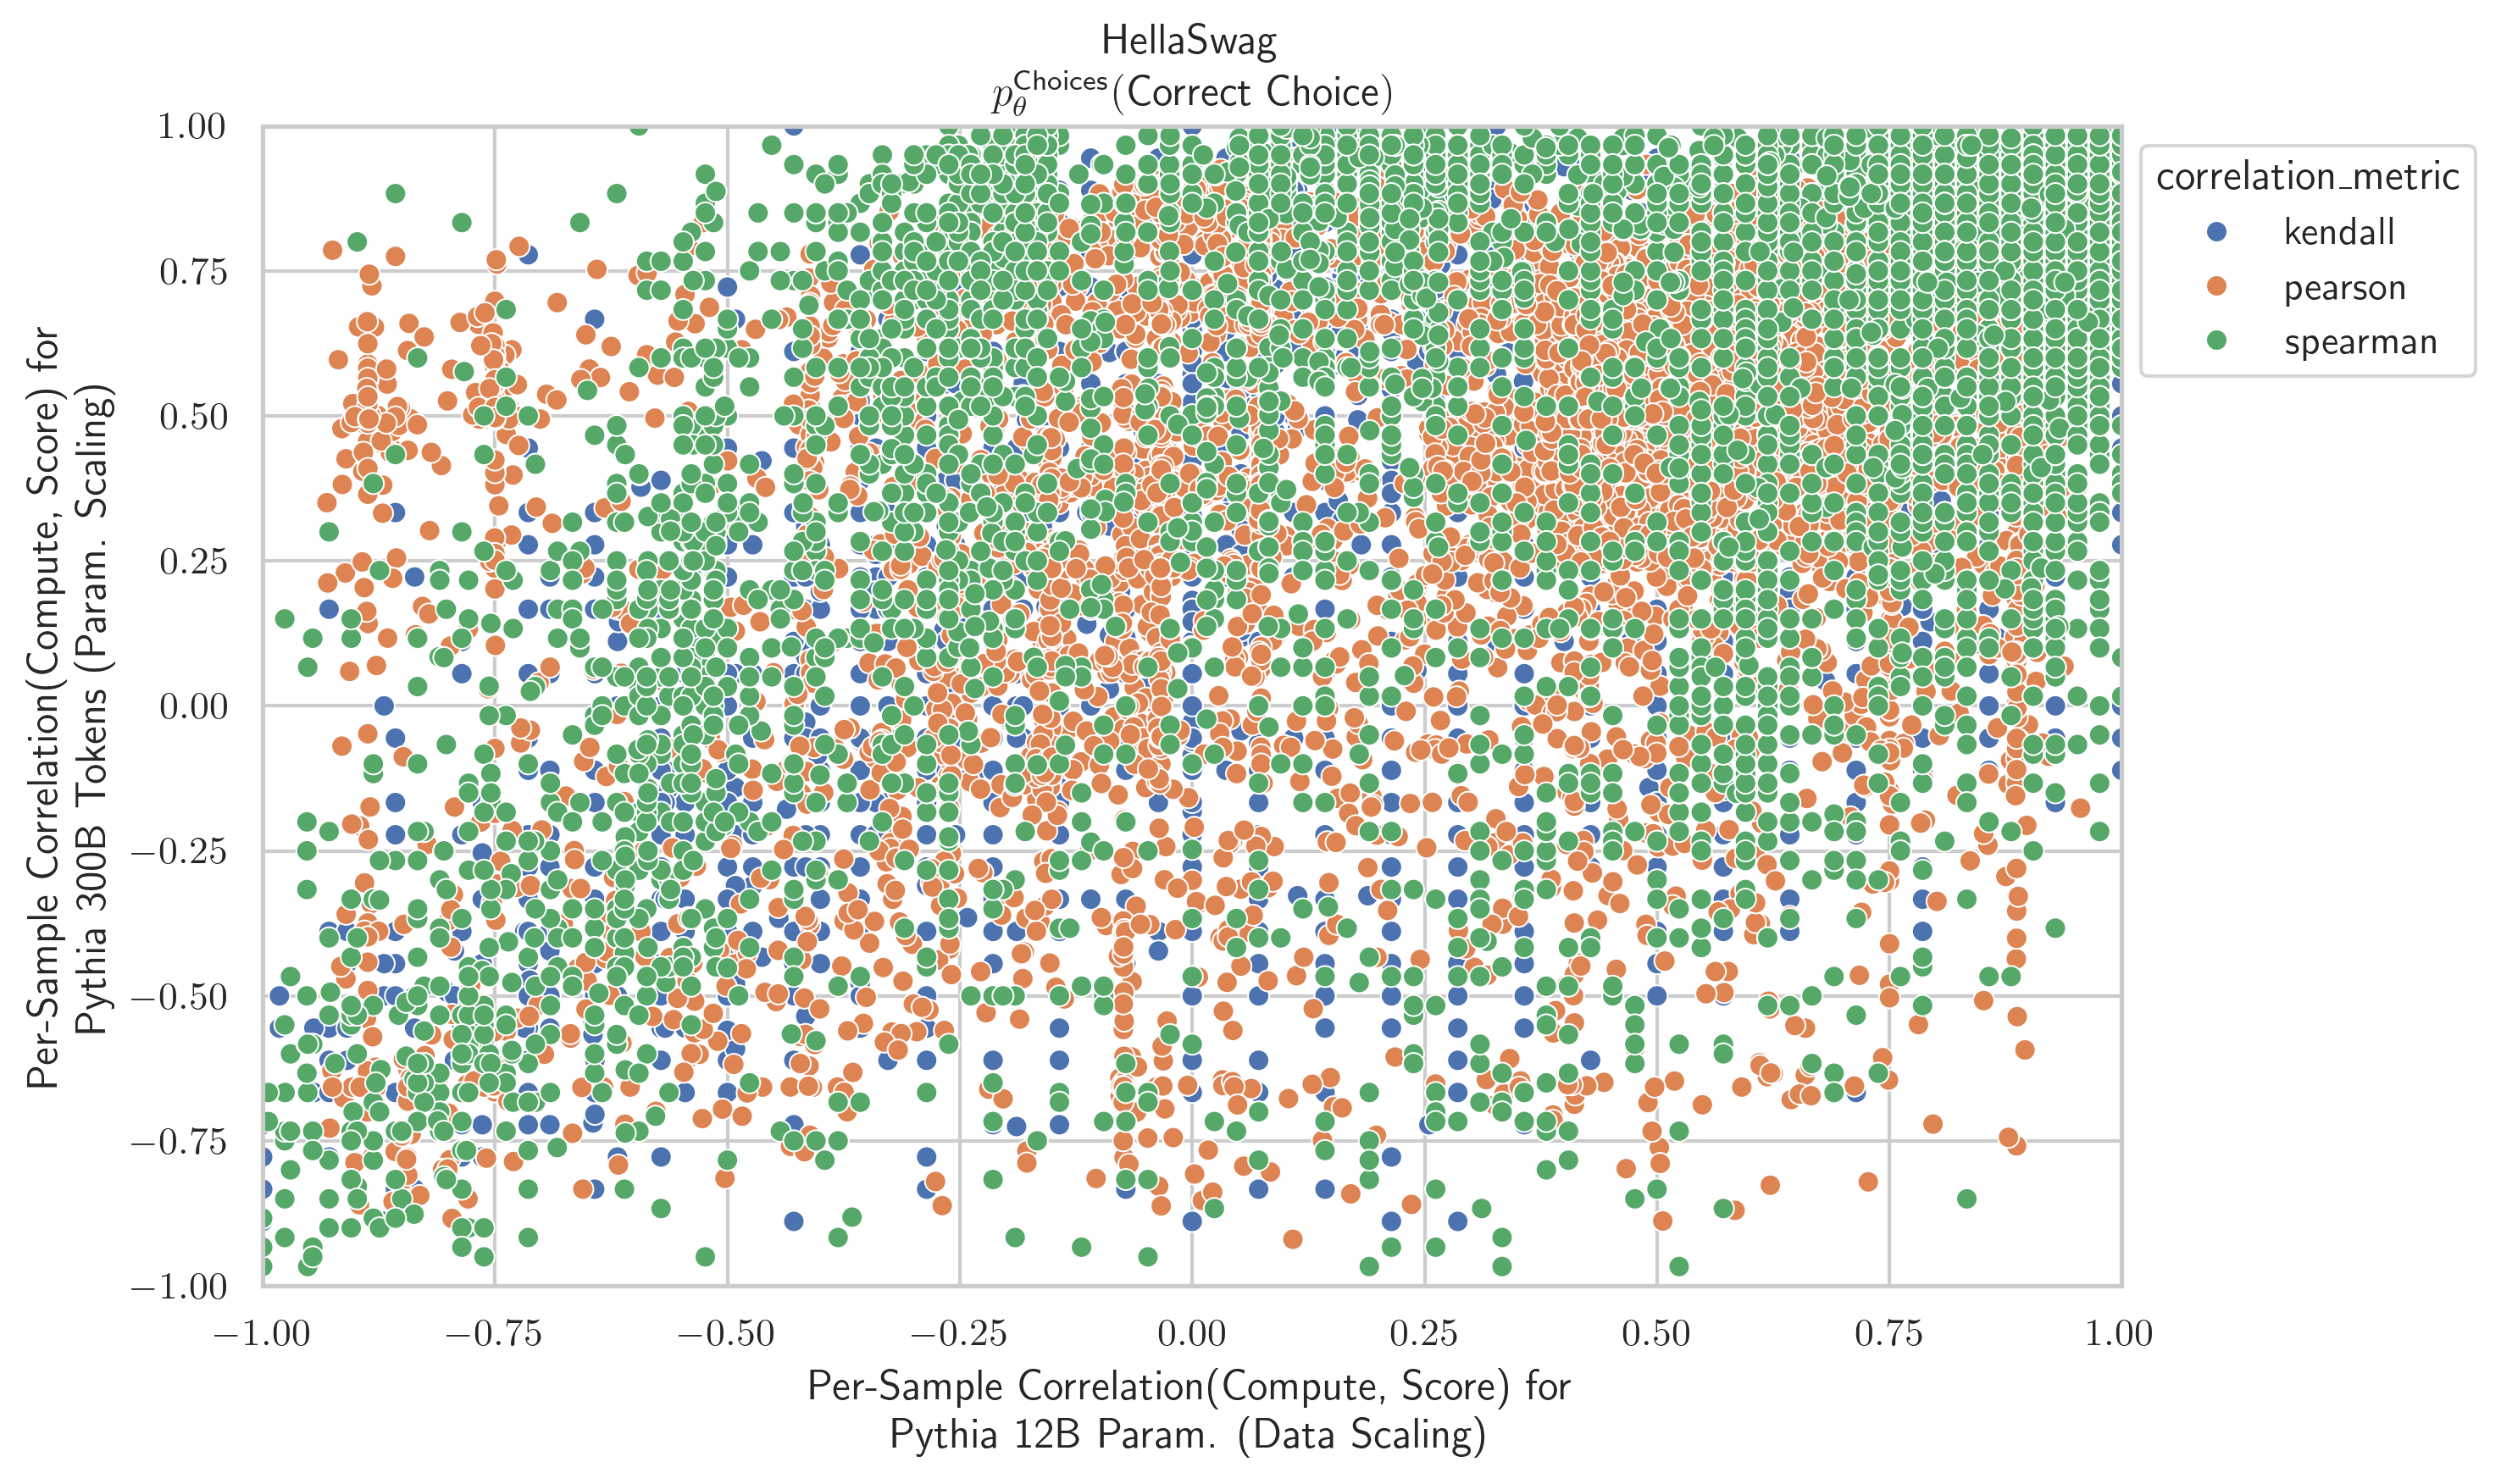 HellaSwag
p_θ^Choices(Correct Choice)
Per-Sample Correlation(Compute, Score) for
Pythia 300B Tokens (Param. Scaling)
1.00
0.75
0.50
0.25
0.00
−0.25
−0.50
−0.75
−1.00
−1.00 −0.75 −0.50 −0.25 0.00 0.25 0.50 0.75 1.00
Per-Sample Correlation(Compute, Score) for
Pythia 12B Param. (Data Scaling)
correlation_metric
kendall
pearson
spearman